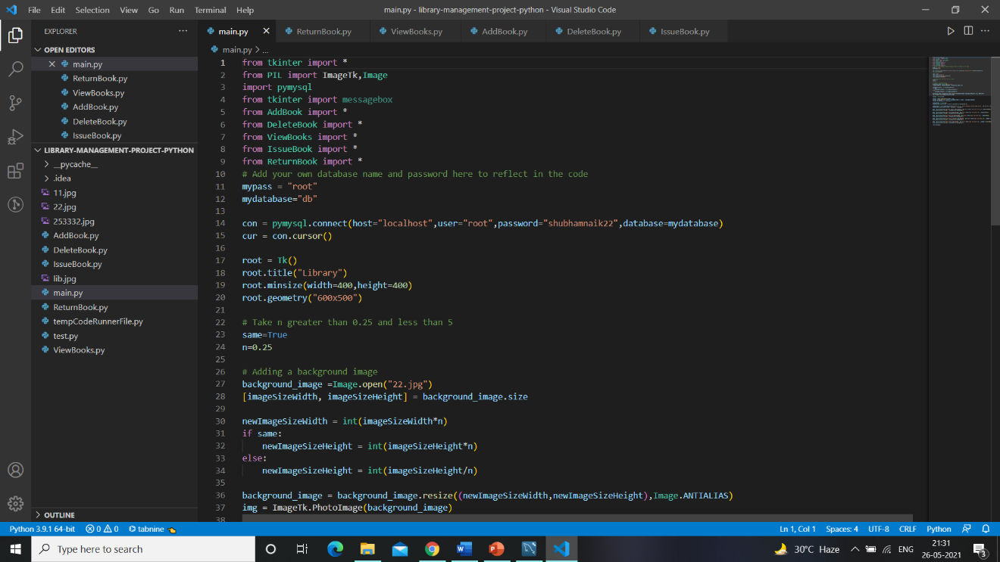 File Edit Selection View Go Run Terminal Help main.py - library-management-project-python - Visual Studio Code
EXPLORER ···
OPEN EDITORS
main.py
ReturnBook.py
ViewBooks.py
AddBook.py
DeleteBook.py
IssueBook.py
LIBRARY-MANAGEMENT-PROJECT-PYTHON
__pycache__
.idea
11.jpg
22.jpg
253332.jpg
AddBook.py
DeleteBook.py
IssueBook.py
lib.jpg
main.py
ReturnBook.py
tempCodeRunnerFile.py
test.py
ViewBooks.py
OUTLINE
main.py ReturnBook.py ViewBooks.py AddBook.py DeleteBook.py IssueBook.py
main.py > ...
1 from tkinter import *
2 from PIL import ImageTk,Image
3 import pymysql
4 from tkinter import messagebox
5 from AddBook import *
6 from DeleteBook import *
7 from ViewBooks import *
8 from IssueBook import *
9 from ReturnBook import *
10 # Add your own database name and password here to reflect in the code
11 mypass = "root"
12 mydatabase="db"
13
14 con = pymysql.connect(host="localhost",user="root",password="shubhamnaik22",database=mydatabase)
15 cur = con.cursor()
16
17 root = Tk()
18 root.title("Library")
19 root.minsize(width=400,height=400)
20 root.geometry("600x500")
21
22 # Take n greater than 0.25 and less than 5
23 same=True
24 n=0.25
25
26 # Adding a background image
27 background_image =Image.open("22.jpg")
28 [imageSizeWidth, imageSizeHeight] = background_image.size
29
30 newImageSizeWidth = int(imageSizeWidth*n)
31 if same:
32 newImageSizeHeight = int(imageSizeHeight*n)
33 else:
34 newImageSizeHeight = int(imageSizeHeight/n)
35
36 background_image = background_image.resize((newImageSizeWidth,newImageSizeHeight),Image.ANTIALIAS)
37 img = ImageTk.PhotoImage(background_image)
38
Python 3.9.1 64-bit 0 0 tabnine Ln 1, Col 1 Spaces: 4 UTF-8 CRLF Python
Type here to search 30°C Haze ENG 21:31
26-05-2021 3